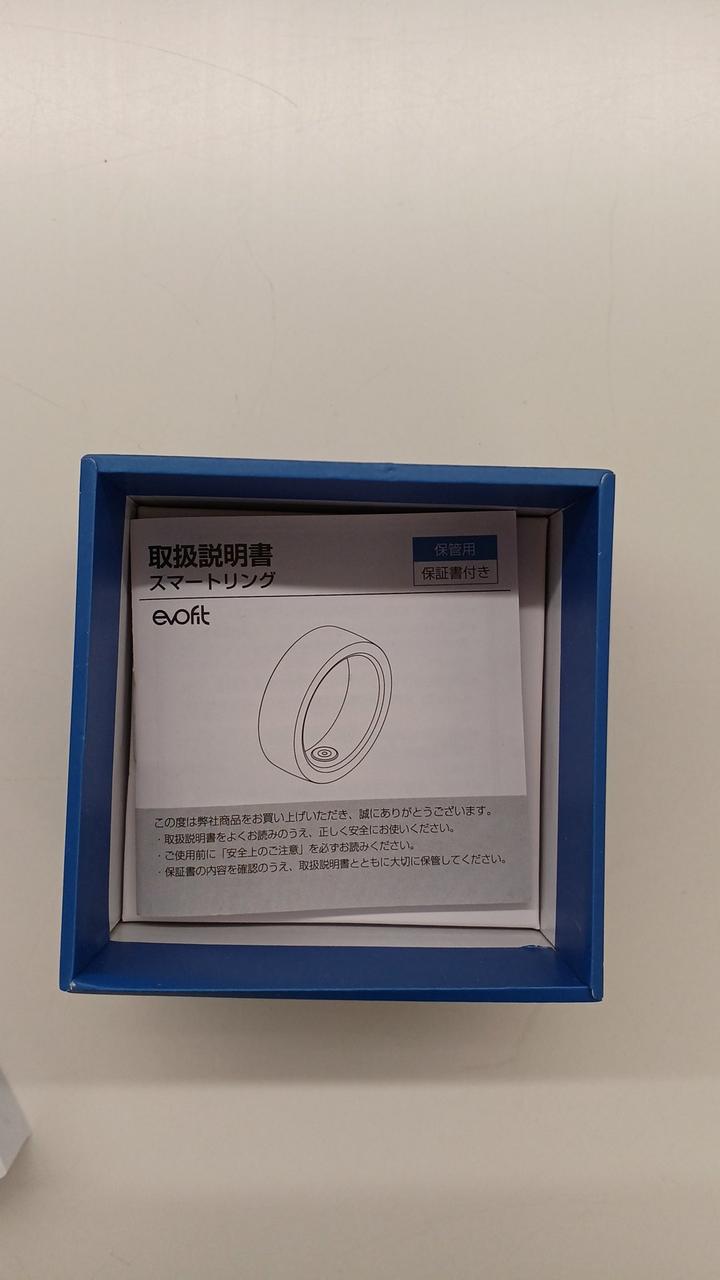 取扱説明書
スマートリング
保管用
保証書付き
evofit
この度は弊社商品をお買い上げいただき、誠にありがとうございます。
・取扱説明書をよくお読みのうえ、正しく安全にお使いください。
・ご使用前に「安全上のご注意」を必ずお読みください。
・保証書の内容を確認のうえ、取扱説明書とともに大切に保管してください。